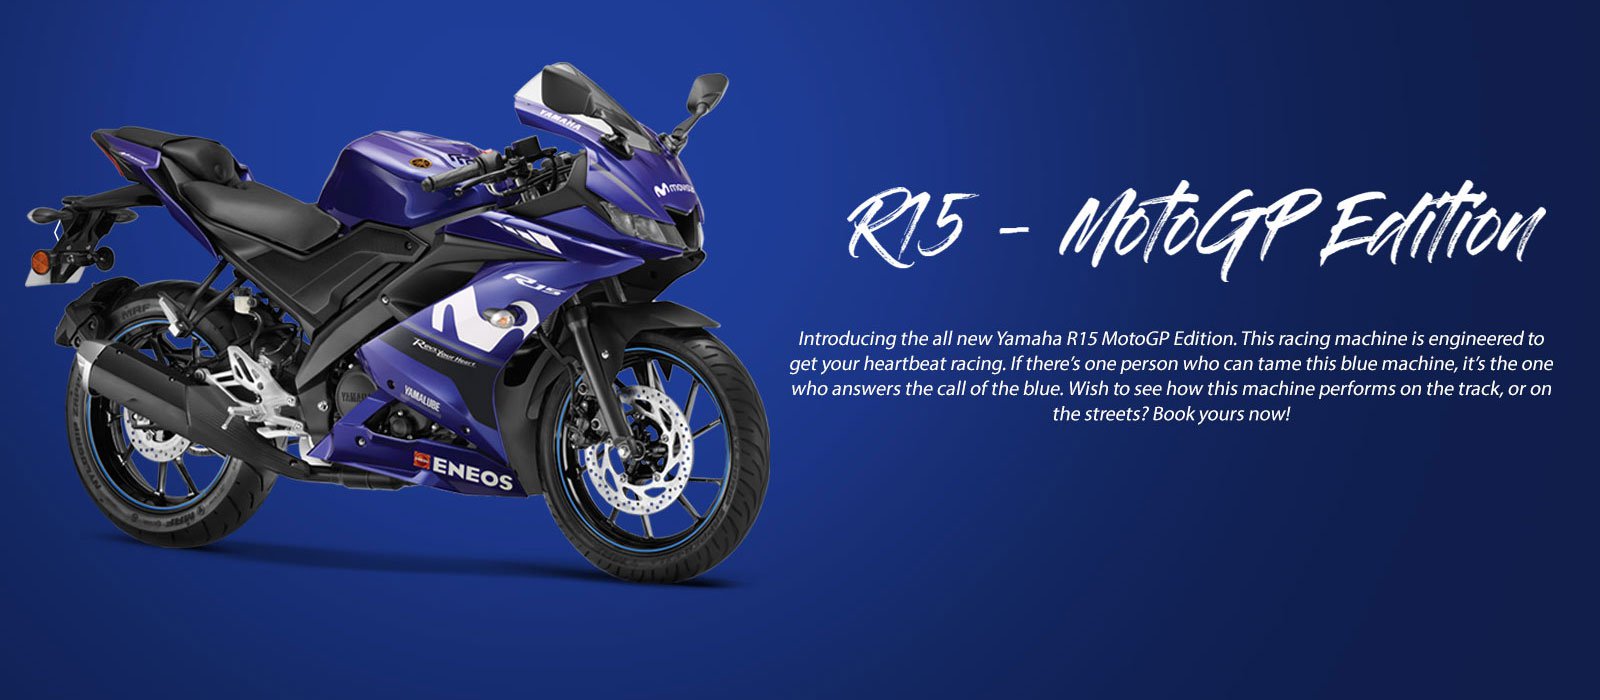 YAMAHA
R15 - MotoGP Edition
R15
Revs Your Heart
YAMALUBE
ENEOS
MRF
Introducing the all new Yamaha R15 MotoGP Edition. This racing machine is engineered to
get your heartbeat racing. If there’s one person who can tame this blue machine, it’s the one
who answers the call of the blue. Wish to see how this machine performs on the track, or on
the streets? Book yours now!